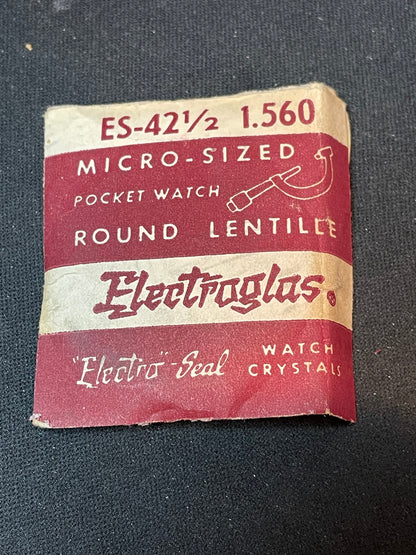 ES-42½ 1.560
MICRO-SIZED
POCKET WATCH
ROUND LENTILLE
Electroglas.
"Electro"-Seal WATCH
CRYSTALS